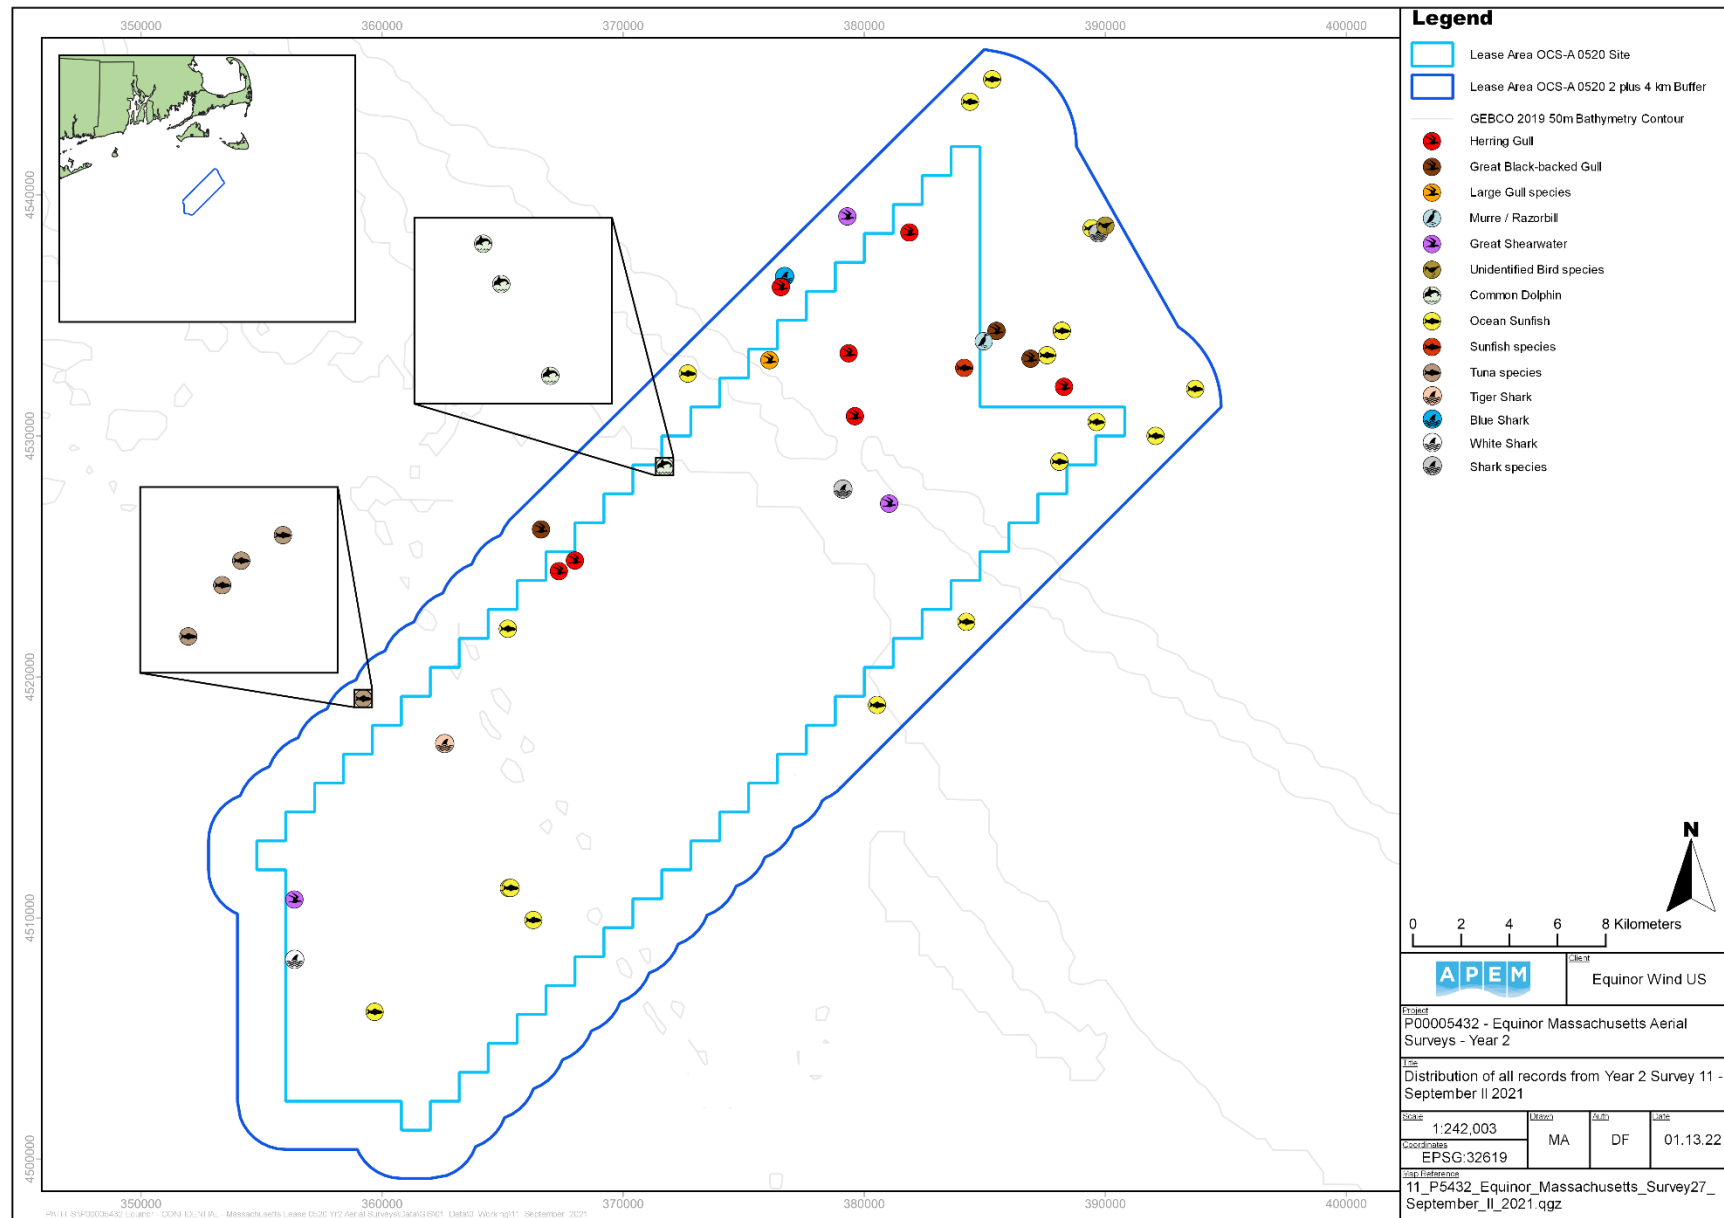 350000 360000 370000 380000 390000 400000
4540000
4530000
4520000
4510000
4500000
350000 360000 370000 380000 390000 400000
Legend
Lease Area OCS-A 0520 Site
Lease Area OCS-A 0520 2 plus 4 km Buffer
GEBCO 2019 50m Bathymetry Contour
Herring Gull
Great Black-backed Gull
Large Gull species
Murre / Razorbill
Great Shearwater
Unidentified Bird species
Common Dolphin
Ocean Sunfish
Sunfish species
Tuna species
Tiger Shark
Blue Shark
White Shark
Shark species
N
0 2 4 6 8 Kilometers
APEM
Client
Equinor Wind US
Project
P00005432 - Equinor Massachusetts Aerial
Surveys - Year 2
Title
Distribution of all records from Year 2 Survey 11 -
September II 2021
Scale
1:242,003
Coordinates
EPSG:32619
Drawn
MA
Auth
DF
Date
01.13.22
Map Reference
11_P5432_Equinor_Massachusetts_Survey27_
September_II_2021.qgz